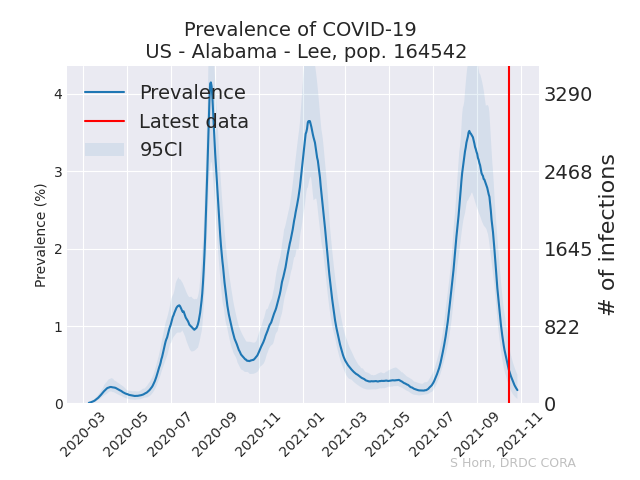 Prevalence of COVID-19
US - Alabama - Lee, pop. 164542
Prevalence
Latest data
95CI
Prevalence (%)
4
3
2
1
0
3290
2468
1645
822
0
# of infections
2020-03
2020-05
2020-07
2020-09
2020-11
2021-01
2021-03
2021-05
2021-07
2021-09
2021-11
S Horn, DRDC CORA